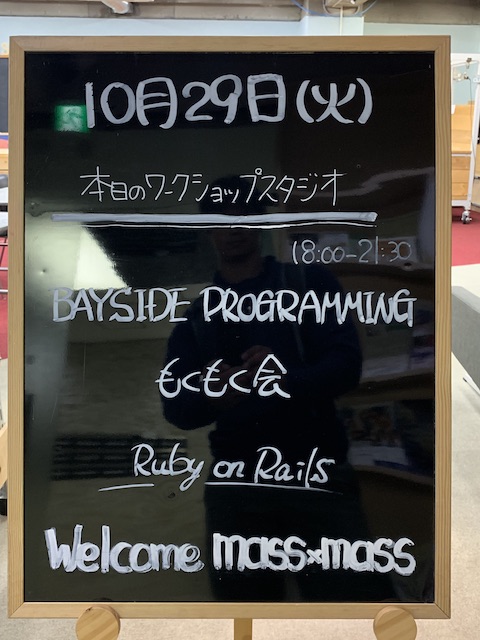 10月29日(火)
本日のワークショップスタジオ
18:00-21:30
BAYSIDE PROGRAMMING
もくもく会
Ruby on Rails
Welcome mass×mass